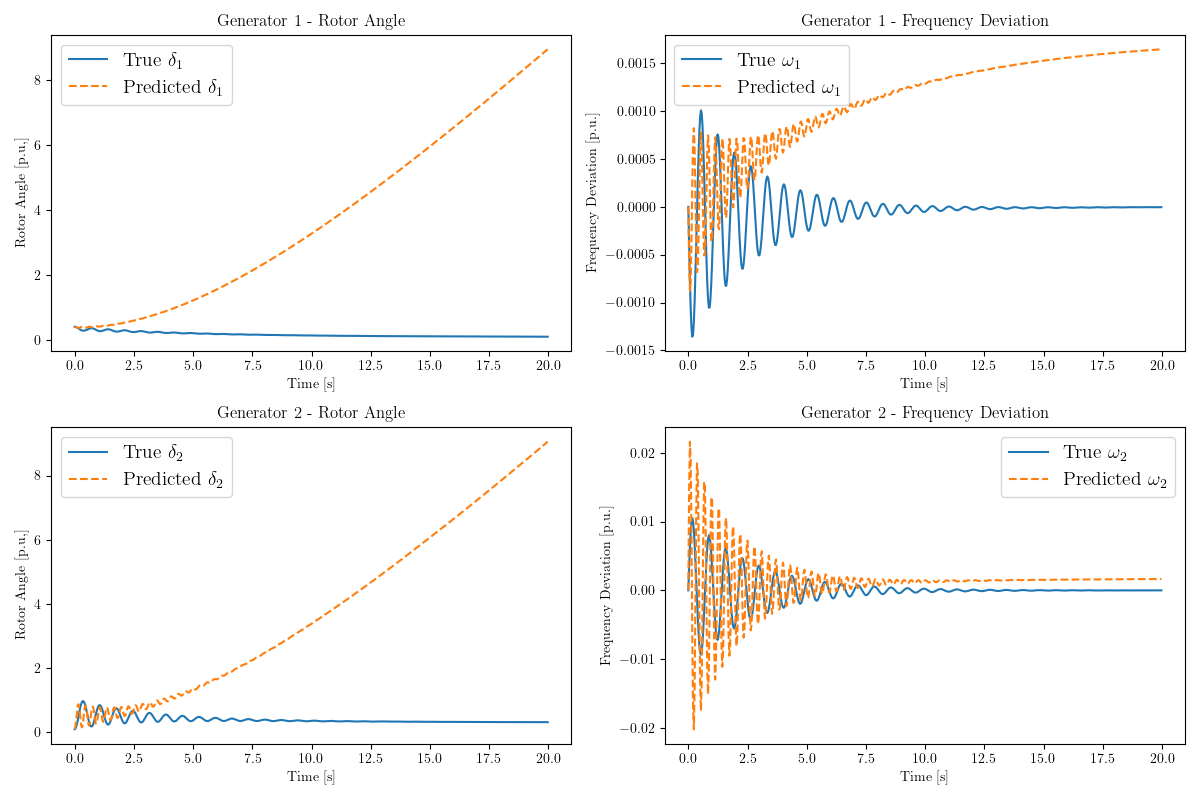 Generator 1 - Rotor Angle
True δ₁
Predicted δ₁
Rotor Angle [p.u,]
8
6
4
2
0
0.0 2.5 5.0 7.5 10.0 12.5 15.0 17.5 20.0
Time [s]
Generator 1 - Frequency Deviation
True ω₁
Predicted ω₁
Frequency Deviation [p.u.]
0.0015
0.0010
0.0005
0.0000
−0.0005
−0.0010
−0.0015
0.0 2.5 5.0 7.5 10.0 12.5 15.0 17.5 20.0
Time [s]
Generator 2 - Rotor Angle
True δ₂
Predicted δ₂
Rotor Angle [p.u,]
8
6
4
2
0
0.0 2.5 5.0 7.5 10.0 12.5 15.0 17.5 20.0
Time [s]
Generator 2 - Frequency Deviation
True ω₂
Predicted ω₂
Frequency Deviation [p.u.]
0.02
0.01
0.00
−0.01
−0.02
0.0 2.5 5.0 7.5 10.0 12.5 15.0 17.5 20.0
Time [s]